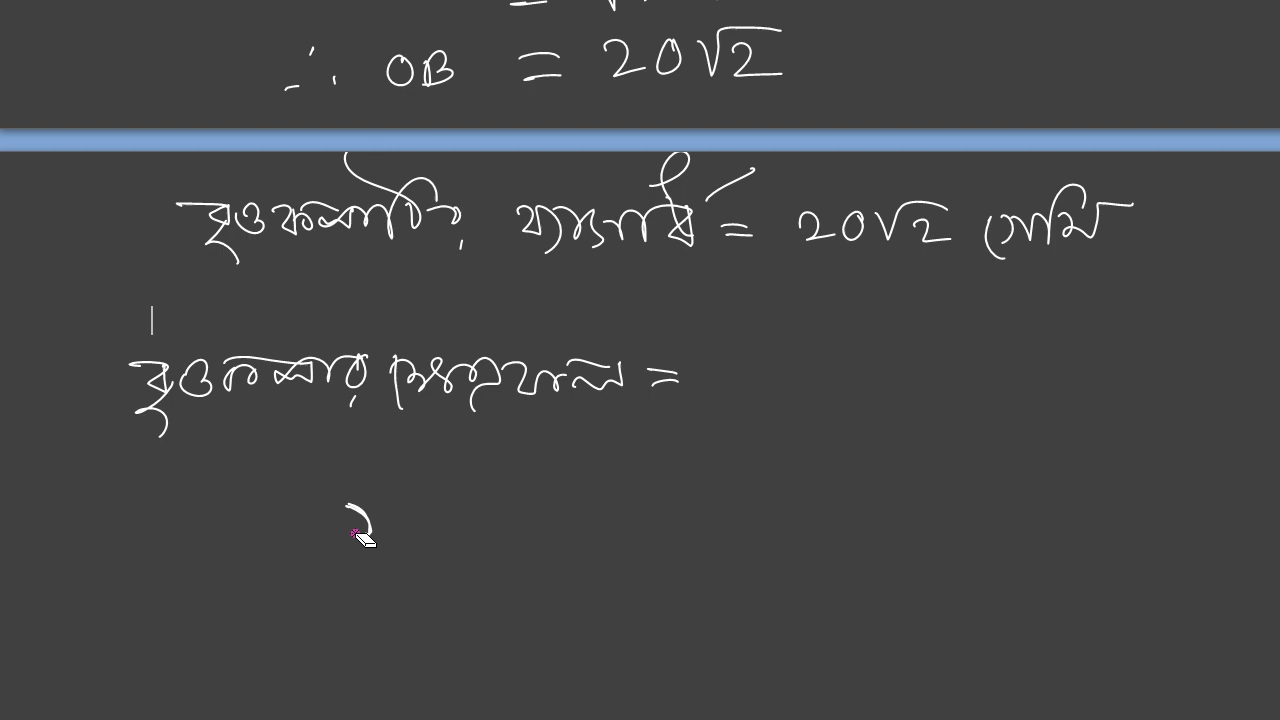 ∴ OB = 20√2
বৃত্তকলাটির ব্যাসার্ধ = 20√2 সেমি
বৃত্তকলার ক্ষেত্রফল =